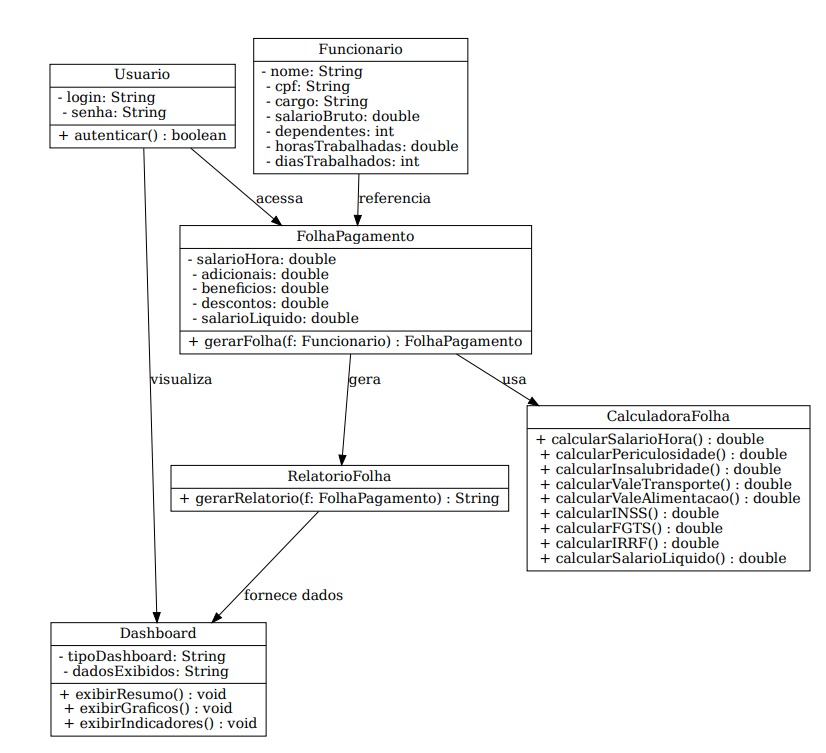 Usuario
- login: String
- senha: String
+ autenticar() : boolean
Funcionario
- nome: String
- cpf: String
- cargo: String
- salarioBruto: double
- dependentes: int
- horasTrabalhadas: double
- diasTrabalhados: int
acessa
referencia
FolhaPagamento
- salarioHora: double
- adicionais: double
- beneficios: double
- descontos: double
- salarioLiquido: double
+ gerarFolha(f: Funcionario) : FolhaPagamento
visualiza
gera
usa
CalculadoraFolha
+ calcularSalarioHora() : double
+ calcularPericulosidade() : double
+ calcularInsalubridade() : double
+ calcularValeTransporte() : double
+ calcularValeAlimentacao() : double
+ calcularINSS() : double
+ calcularFGTS() : double
+ calcularIRRF() : double
+ calcularSalarioLiquido() : double
RelatorioFolha
+ gerarRelatorio(f: FolhaPagamento) : String
fornece dados
Dashboard
- tipoDashboard: String
- dadosExibidos: String
+ exibirResumo() : void
+ exibirGraficos() : void
+ exibirIndicadores() : void